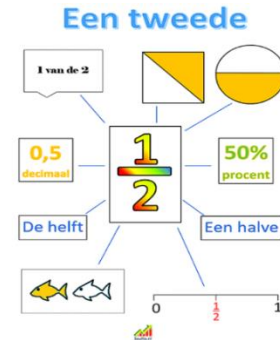 Een tweede
1 van de 2
0,5
decimaal
1
2
50%
procent
De helft
Een halve
0
1
2
1